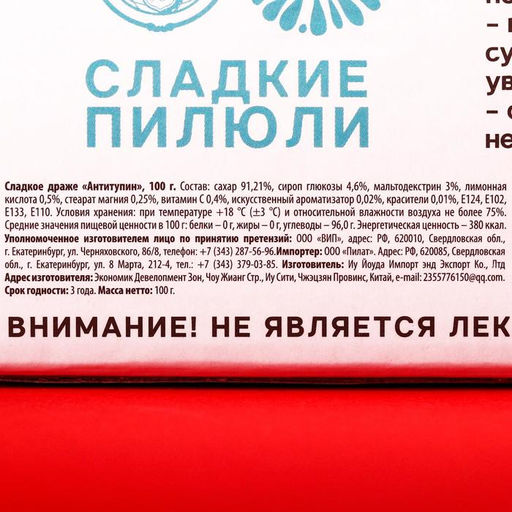 СЛАДКИЕ
ПИЛЮЛИ
–
су
ув
–
не
Сладкое драже «Антитупин», 100 г. Состав: сахар 91,21%, сироп глюкозы 4,6%, мальтодекстрин 3%, лимонная
кислота 0,5%, стеарат магния 0,25%, витамин С 0,4%, искусственный ароматизатор 0,02%, красители 0,01%, Е124, Е102,
Е133, Е110. Условия хранения: при температуре +18 °С (±3 °С) и относительной влажности воздуха не более 75%.
Средние значения пищевой ценности в 100 г: белки – 0 г, жиры – 0 г, углеводы – 96,0 г. Энергетическая ценность – 380 ккал.
Уполномоченное изготовителем лицо по принятию претензий: ООО «ВИП», адрес: РФ, 620010, Свердловская обл.,
г. Екатеринбург, ул. Черняховского, 86/8, телефон: +7 (343) 287-56-96.Импортер: ООО «Пилат». Адрес: РФ, 620085, Свердловская
обл., г. Екатеринбург, ул. 8 Марта, 212-4, тел.: +7 (343) 379-03-85. Изготовитель: Иу Йоуда Импорт энд Экспорт Ко., Лтд
Адрес изготовителя: Экономик Девелопмент Зон, Чоу Жианг Стр., Иу Сити, Чжэцзян Провинс, Китай, e-mail: 2355776150@qq.com.
Срок годности: 3 года. Масса нетто: 100 г.
ВНИМАНИЕ! НЕ ЯВЛЯЕТСЯ ЛЕК